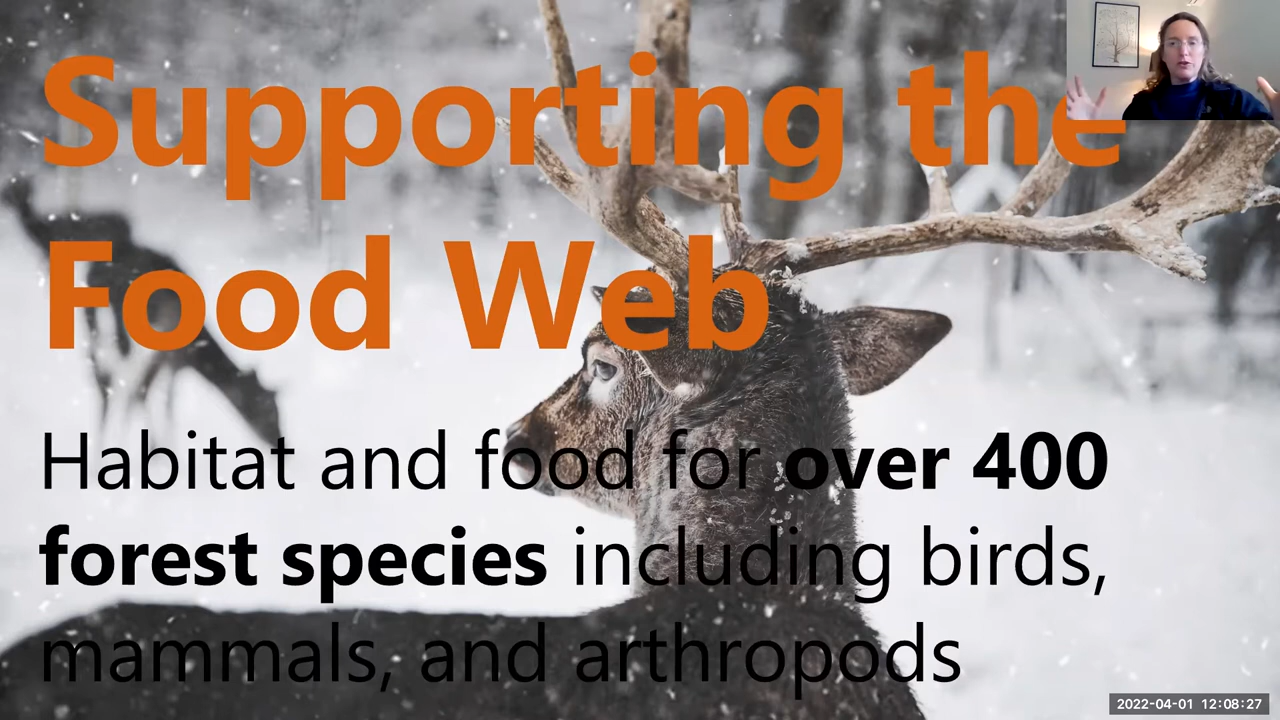 Supporting the
Food Web
Habitat and food for over 400
forest species including birds,
mammals, and arthropods
2022-04-01 12:08:27